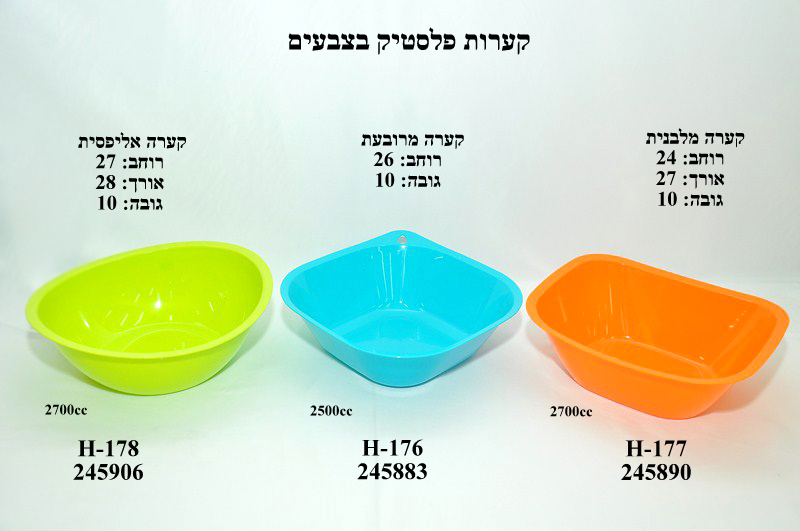 קערות פלסטיק בצבעים
קערה מלבנית
רוחב: 24
אורך: 27
גובה: 10
קערה מרובעת
רוחב: 26
גובה: 10
קערה אליפסית
רוחב: 27
אורך: 28
גובה: 10
2700cc
2500cc
2700cc
H-178
245906
H-176
245883
H-177
245890